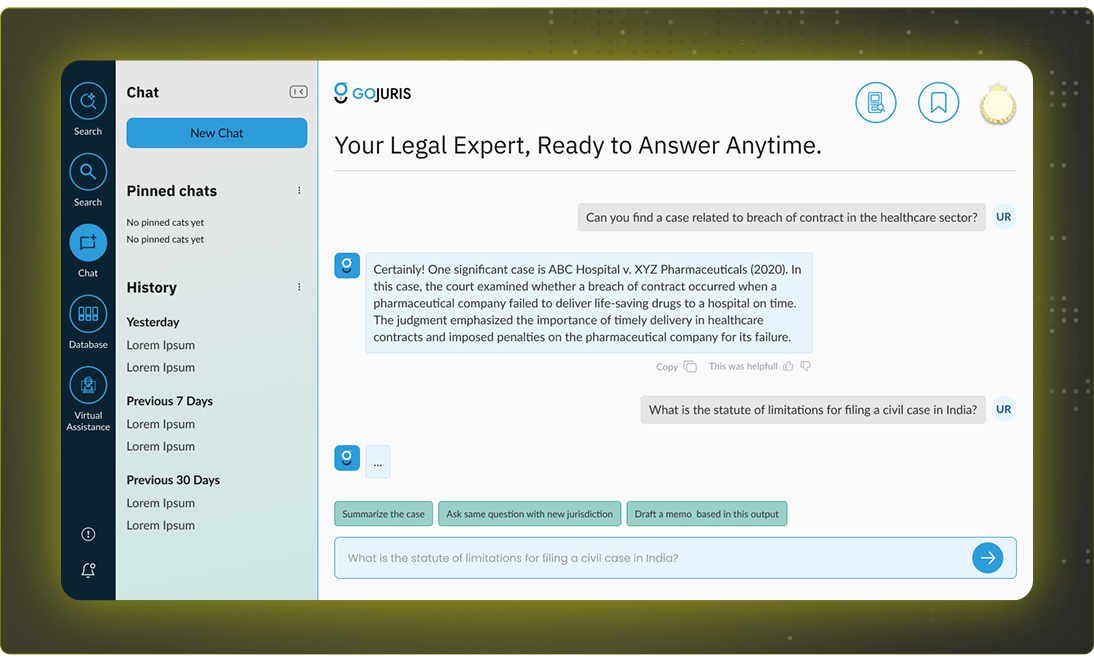 Search
Search
Chat
Database
Virtual
Assistance
Chat
New Chat
Pinned chats
No pinned cats yet
No pinned cats yet
History
Yesterday
Lorem Ipsum
Lorem Ipsum
Previous 7 Days
Lorem Ipsum
Lorem Ipsum
Previous 30 Days
Lorem Ipsum
Lorem Ipsum
GOJURIS
Your Legal Expert, Ready to Answer Anytime.
Can you find a case related to breach of contract in the healthcare sector?
UR
Certainly! One significant case is ABC Hospital v. XYZ Pharmaceuticals (2020). In
this case, the court examined whether a breach of contract occurred when a
pharmaceutical company failed to deliver life-saving drugs to a hospital on time.
The judgment emphasized the importance of timely delivery in healthcare
contracts and imposed penalties on the pharmaceutical company for its failure.
Copy
This was helpfull
What is the statute of limitations for filing a civil case in India?
UR
...
Summarize the case
Ask same question with new jurisdiction
Draft a memo based in this output
What is the statute of limitations for filing a civil case in India?